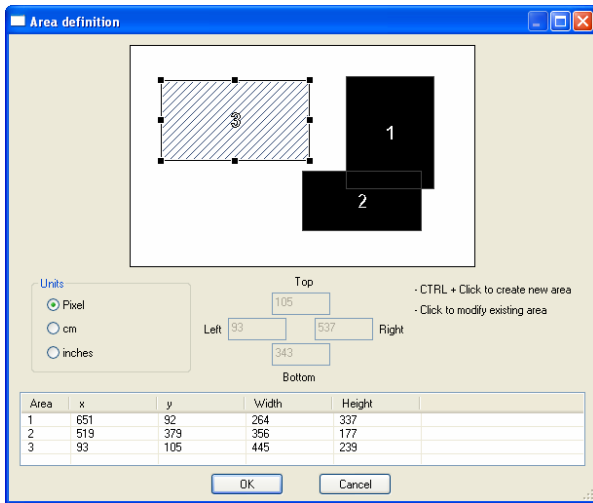 Area definition
3
1
2
Units
Pixel
cm
inches
Top
105
Left 93 537 Right
343
Bottom
- CTRL + Click to create new area
- Click to modify existing area
Area x y Width Height
1 651 92 264 337
2 519 379 356 177
3 93 105 445 239
OK Cancel